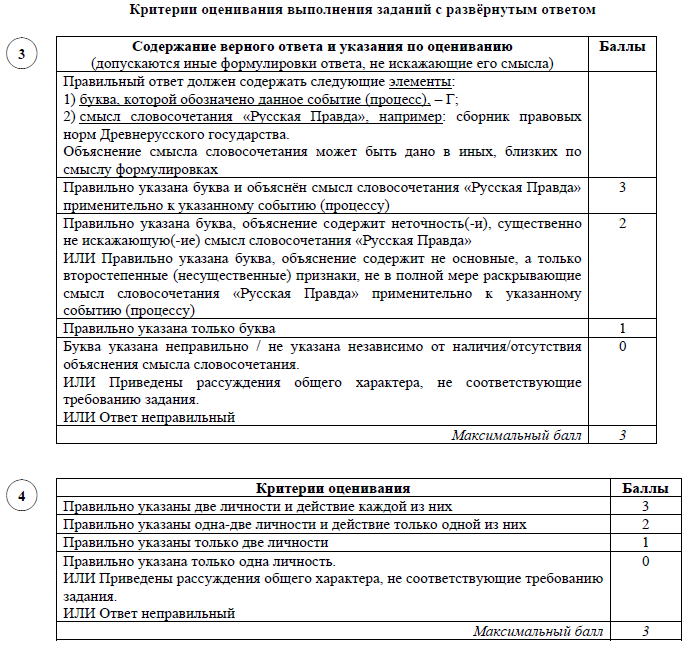 Критерии оценивания выполнения заданий с развёрнутым ответом
3
Содержание верного ответа и указания по оцениванию
(допускаются иные формулировки ответа, не искажающие его смысла)
Баллы
Правильный ответ должен содержать следующие элементы:
1) буква, которой обозначено данное событие (процесс), – Г;
2) смысл словосочетания «Русская Правда», например: сборник правовых
норм Древнерусского государства.
Объяснение смысла словосочетания может быть дано в иных, близких по
смыслу формулировках
Правильно указана буква и объяснён смысл словосочетания «Русская Правда»
применительно к указанному событию (процессу)
3
Правильно указана буква, объяснение содержит неточность(-и), существенно
не искажающую(-ие) смысл словосочетания «Русская Правда»
ИЛИ Правильно указана буква, объяснение содержит не основные, а только
второстепенные (несущественные) признаки, не в полной мере раскрывающие
смысл словосочетания «Русская Правда» применительно к указанному
событию (процессу)
2
Правильно указана только буква
1
Буква указана неправильно / не указана независимо от наличия/отсутствия
объяснения смысла словосочетания.
ИЛИ Приведены рассуждения общего характера, не соответствующие
требованию задания.
ИЛИ Ответ неправильный
0
Максимальный балл
3
4
Критерии оценивания
Баллы
Правильно указаны две личности и действие каждой из них
3
Правильно указаны одна-две личности и действие только одной из них
2
Правильно указаны только две личности
1
Правильно указана только одна личность.
ИЛИ Приведены рассуждения общего характера, не соответствующие требованию
задания.
ИЛИ Ответ неправильный
0
Максимальный балл
3